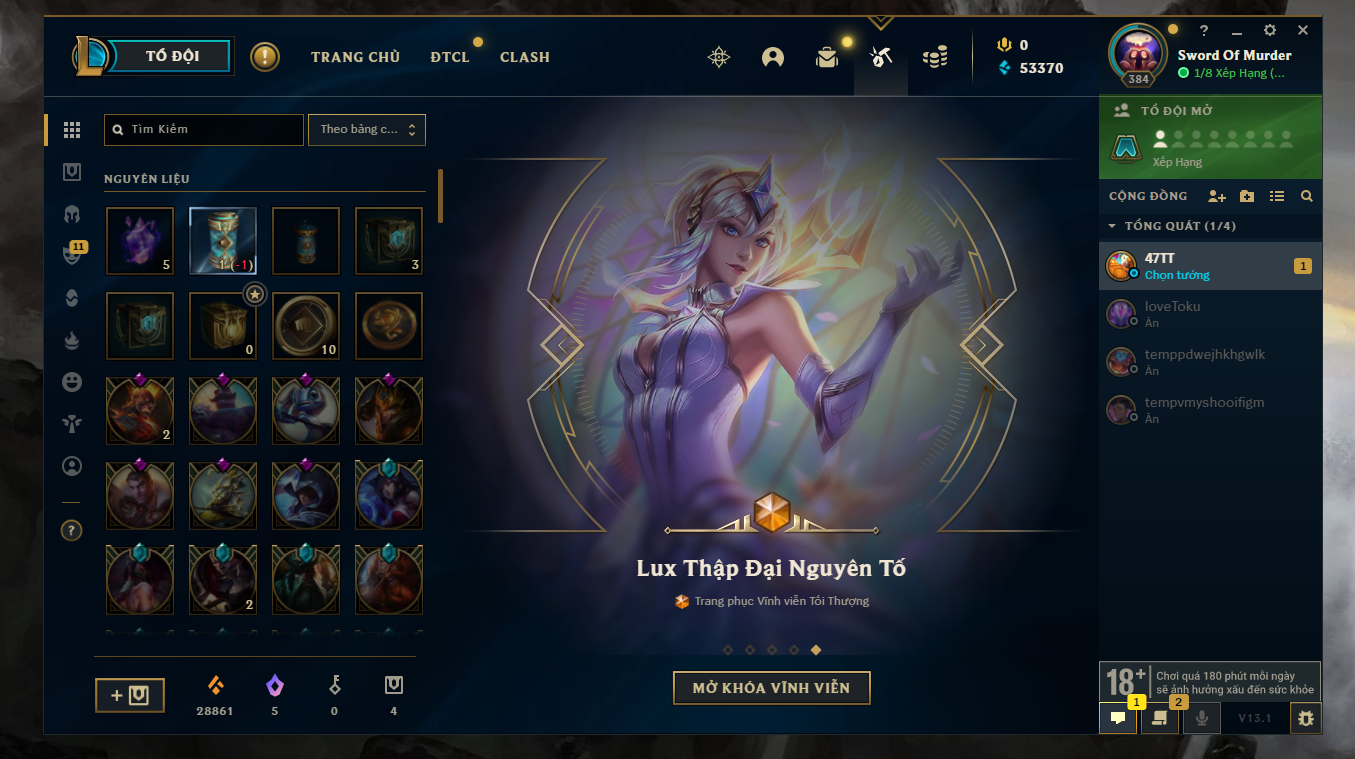 TỔ ĐỘI
TRANG CHỦ
ĐTCL
CLASH
0
53370
?
384
Sword Of Murder
1/8 Xếp Hạng (...
Tìm Kiếm
Theo bảng c...
NGUYÊN LIỆU
5
1 (-1)
3
0
10
2
2
11
?
28861
5
0
4
Lux Thập Đại Nguyên Tố
Trang phục Vĩnh viễn Tối Thượng
MỞ KHÓA VĨNH VIỄN
TỔ ĐỘI MỞ
Xếp Hạng
CỘNG ĐỒNG
TỔNG QUÁT (1/4)
47TT
Chọn tướng
1
loveToku
Ẩn
temppdwejhkhgwlk
Ẩn
tempvmyshooifigm
Ẩn
18+
Chơi quá 180 phút mỗi ngày
sẽ ảnh hưởng xấu đến sức khỏe
1
2
V13.1